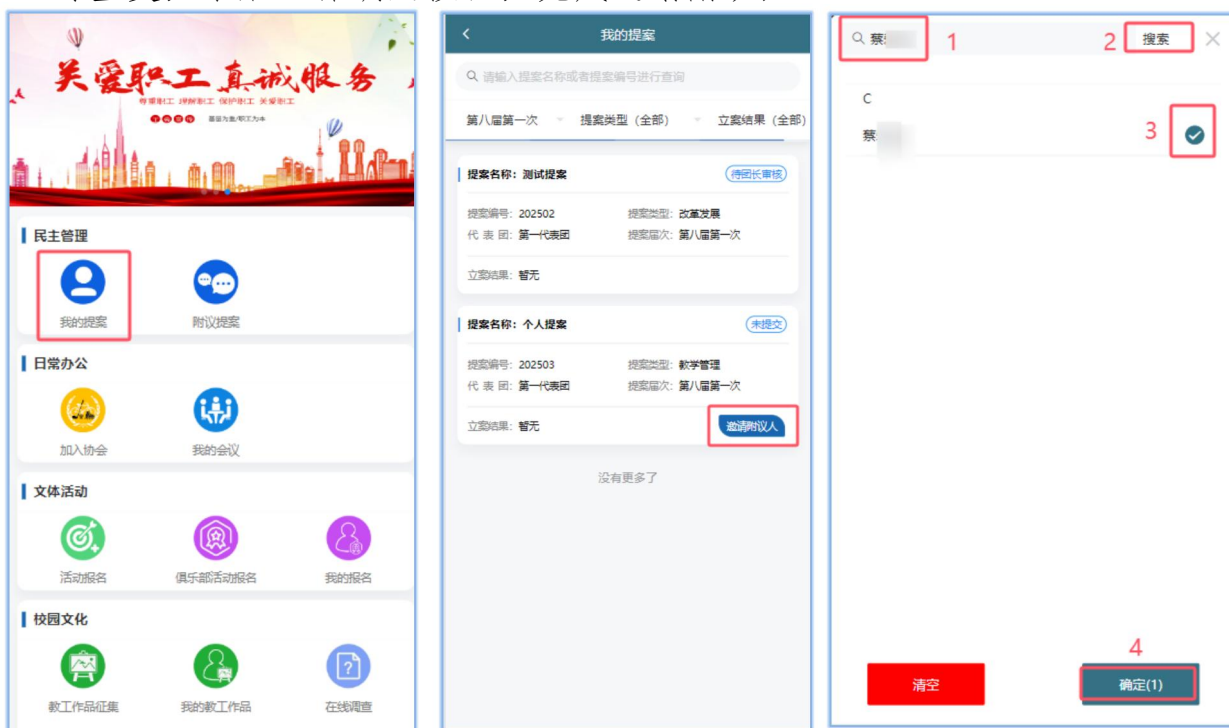 关爱职工真诚服务
尊重职工 理解职工 保护职工 关爱职工
民主管理
我的提案
附议提案
日常办公
加入协会
我的会议
文体活动
活动报名
俱乐部活动报名
我的报名
校园文化
教工作品征集
我的教工作品
在线调查
我的提案
请输入提案名称或者提案编号进行查询
第八届第一次 提案类型（全部） 立案结果（全部）
提案名称：测试提案 待团长审核
提案编号：202502 提案类型：改革发展
代 表 团：第一代表团 提案届次：第八届第一次
立案结果：暂无
提案名称：个人提案 未提交
提案编号：202503 提案类型：教学管理
代 表 团：第一代表团 提案届次：第八届第一次
立案结果：暂无 邀请附议人
没有更多了
蔡 1 2 搜索
C
蔡 3
4
清空 确定(1)